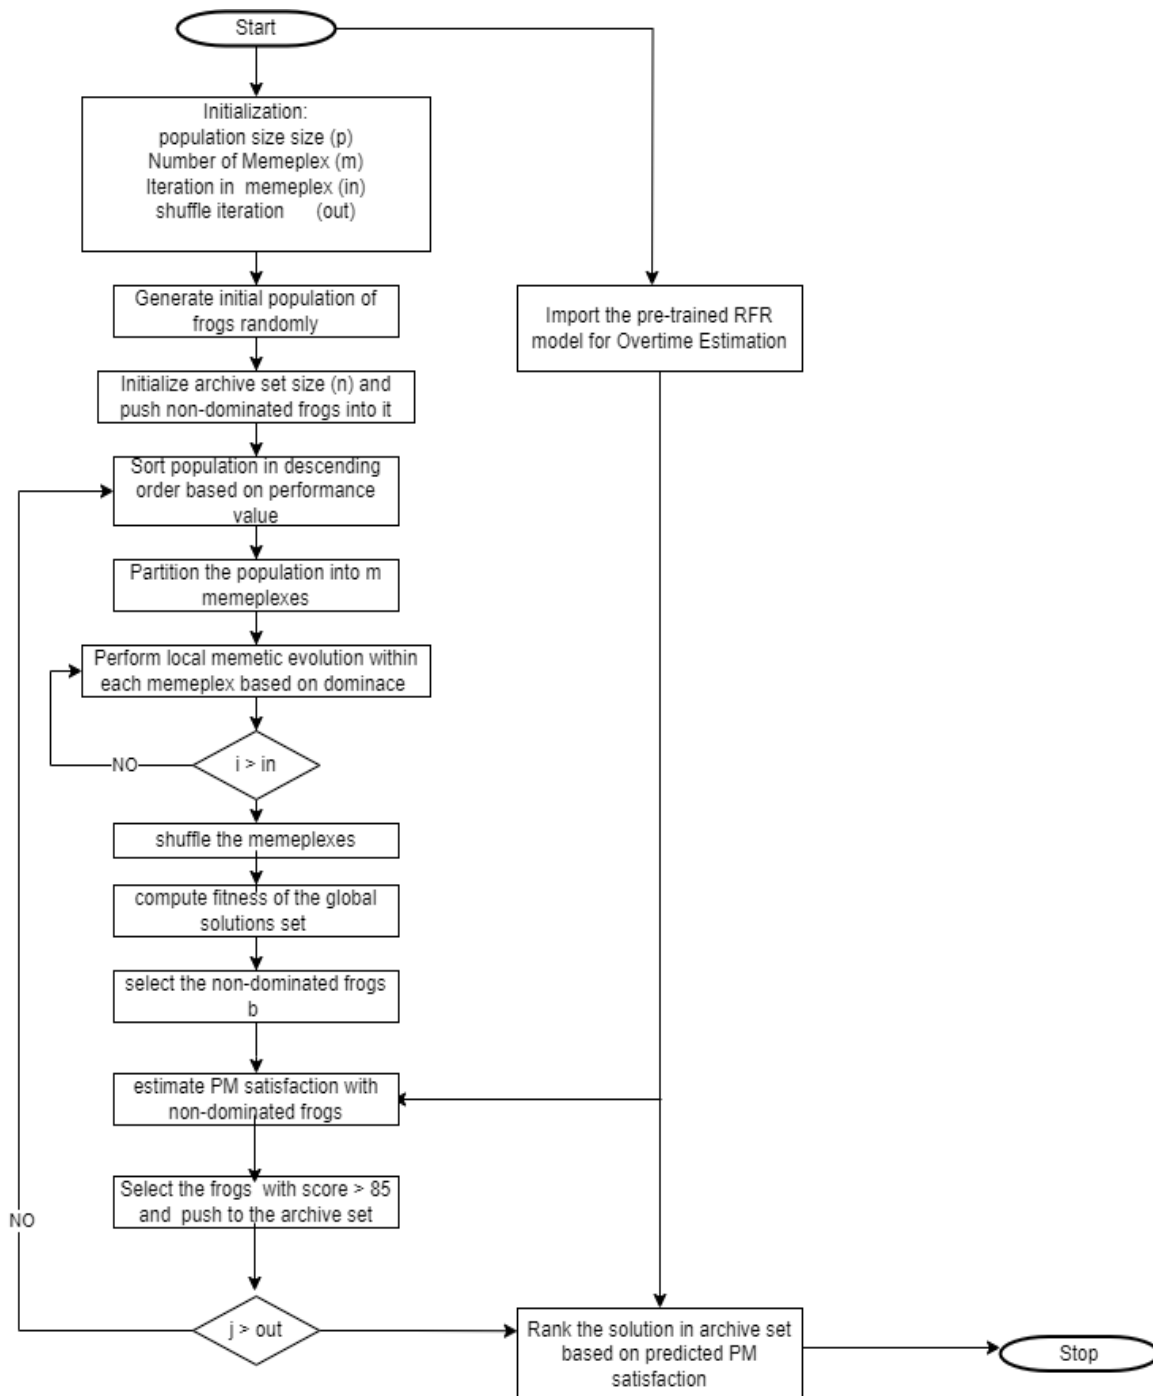 Start
Initialization:
population size size (p)
Number of Memeplex (m)
Iteration in memeplex (in)
shuffle iteration (out)
Generate initial population of
frogs randomly
Import the pre-trained RFR
model for Overtime Estimation
Initialize archive set size (n) and
push non-dominated frogs into it
Sort population in descending
order based on performance
value
Partition the population into m
memeplexes
Perform local memetic evolution within
each memeplex based on dominace
i > in
NO
shuffle the memeplexes
compute fitness of the global
solutions set
select the non-dominated frogs
b
estimate PM satisfaction with
non-dominated frogs
Select the frogs with score > 85
and push to the archive set
NO
j > out
Rank the solution in archive set
based on predicted PM
satisfaction
Stop